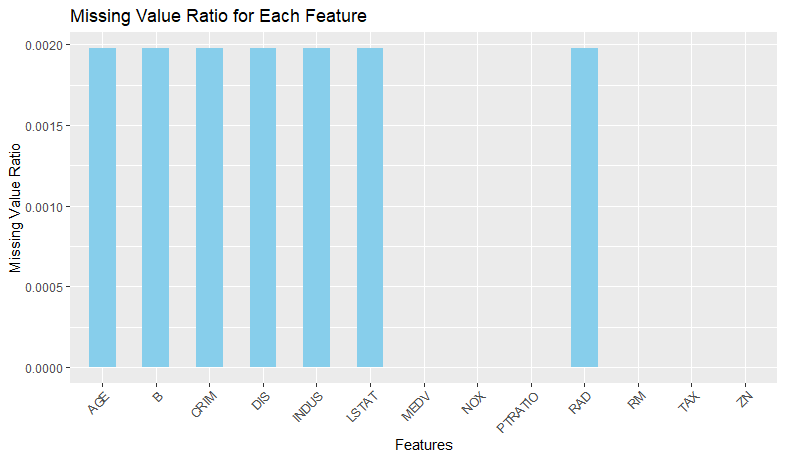 Missing Value Ratio for Each Feature
0.0020
0.0015
0.0010
0.0005
0.0000
Missing Value Ratio
AGE
B
CRIM
DIS
INDUS
LSTAT
MEDV
NOX
PTRATIO
RAD
RM
TAX
ZN
Features